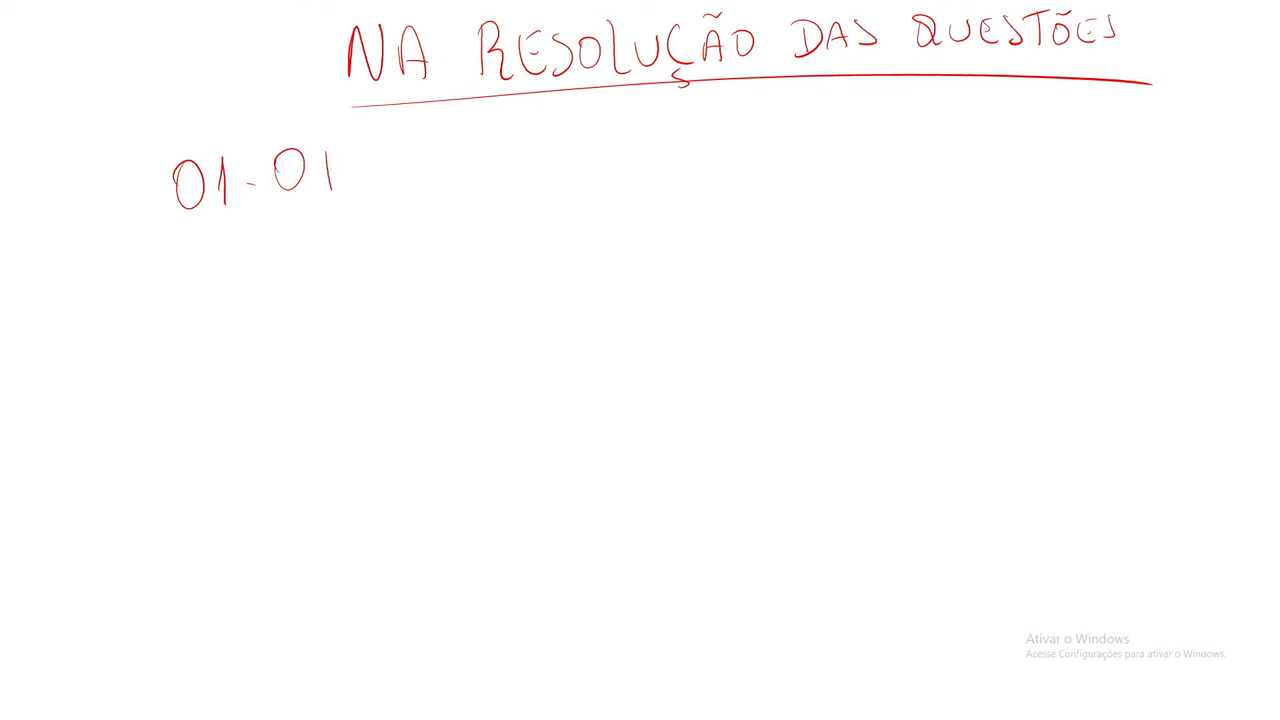 NA RESOLUÇÃO DAS QUESTÕES
01-01
Ativar o Windows
Acesse Configurações para ativar o Windows.